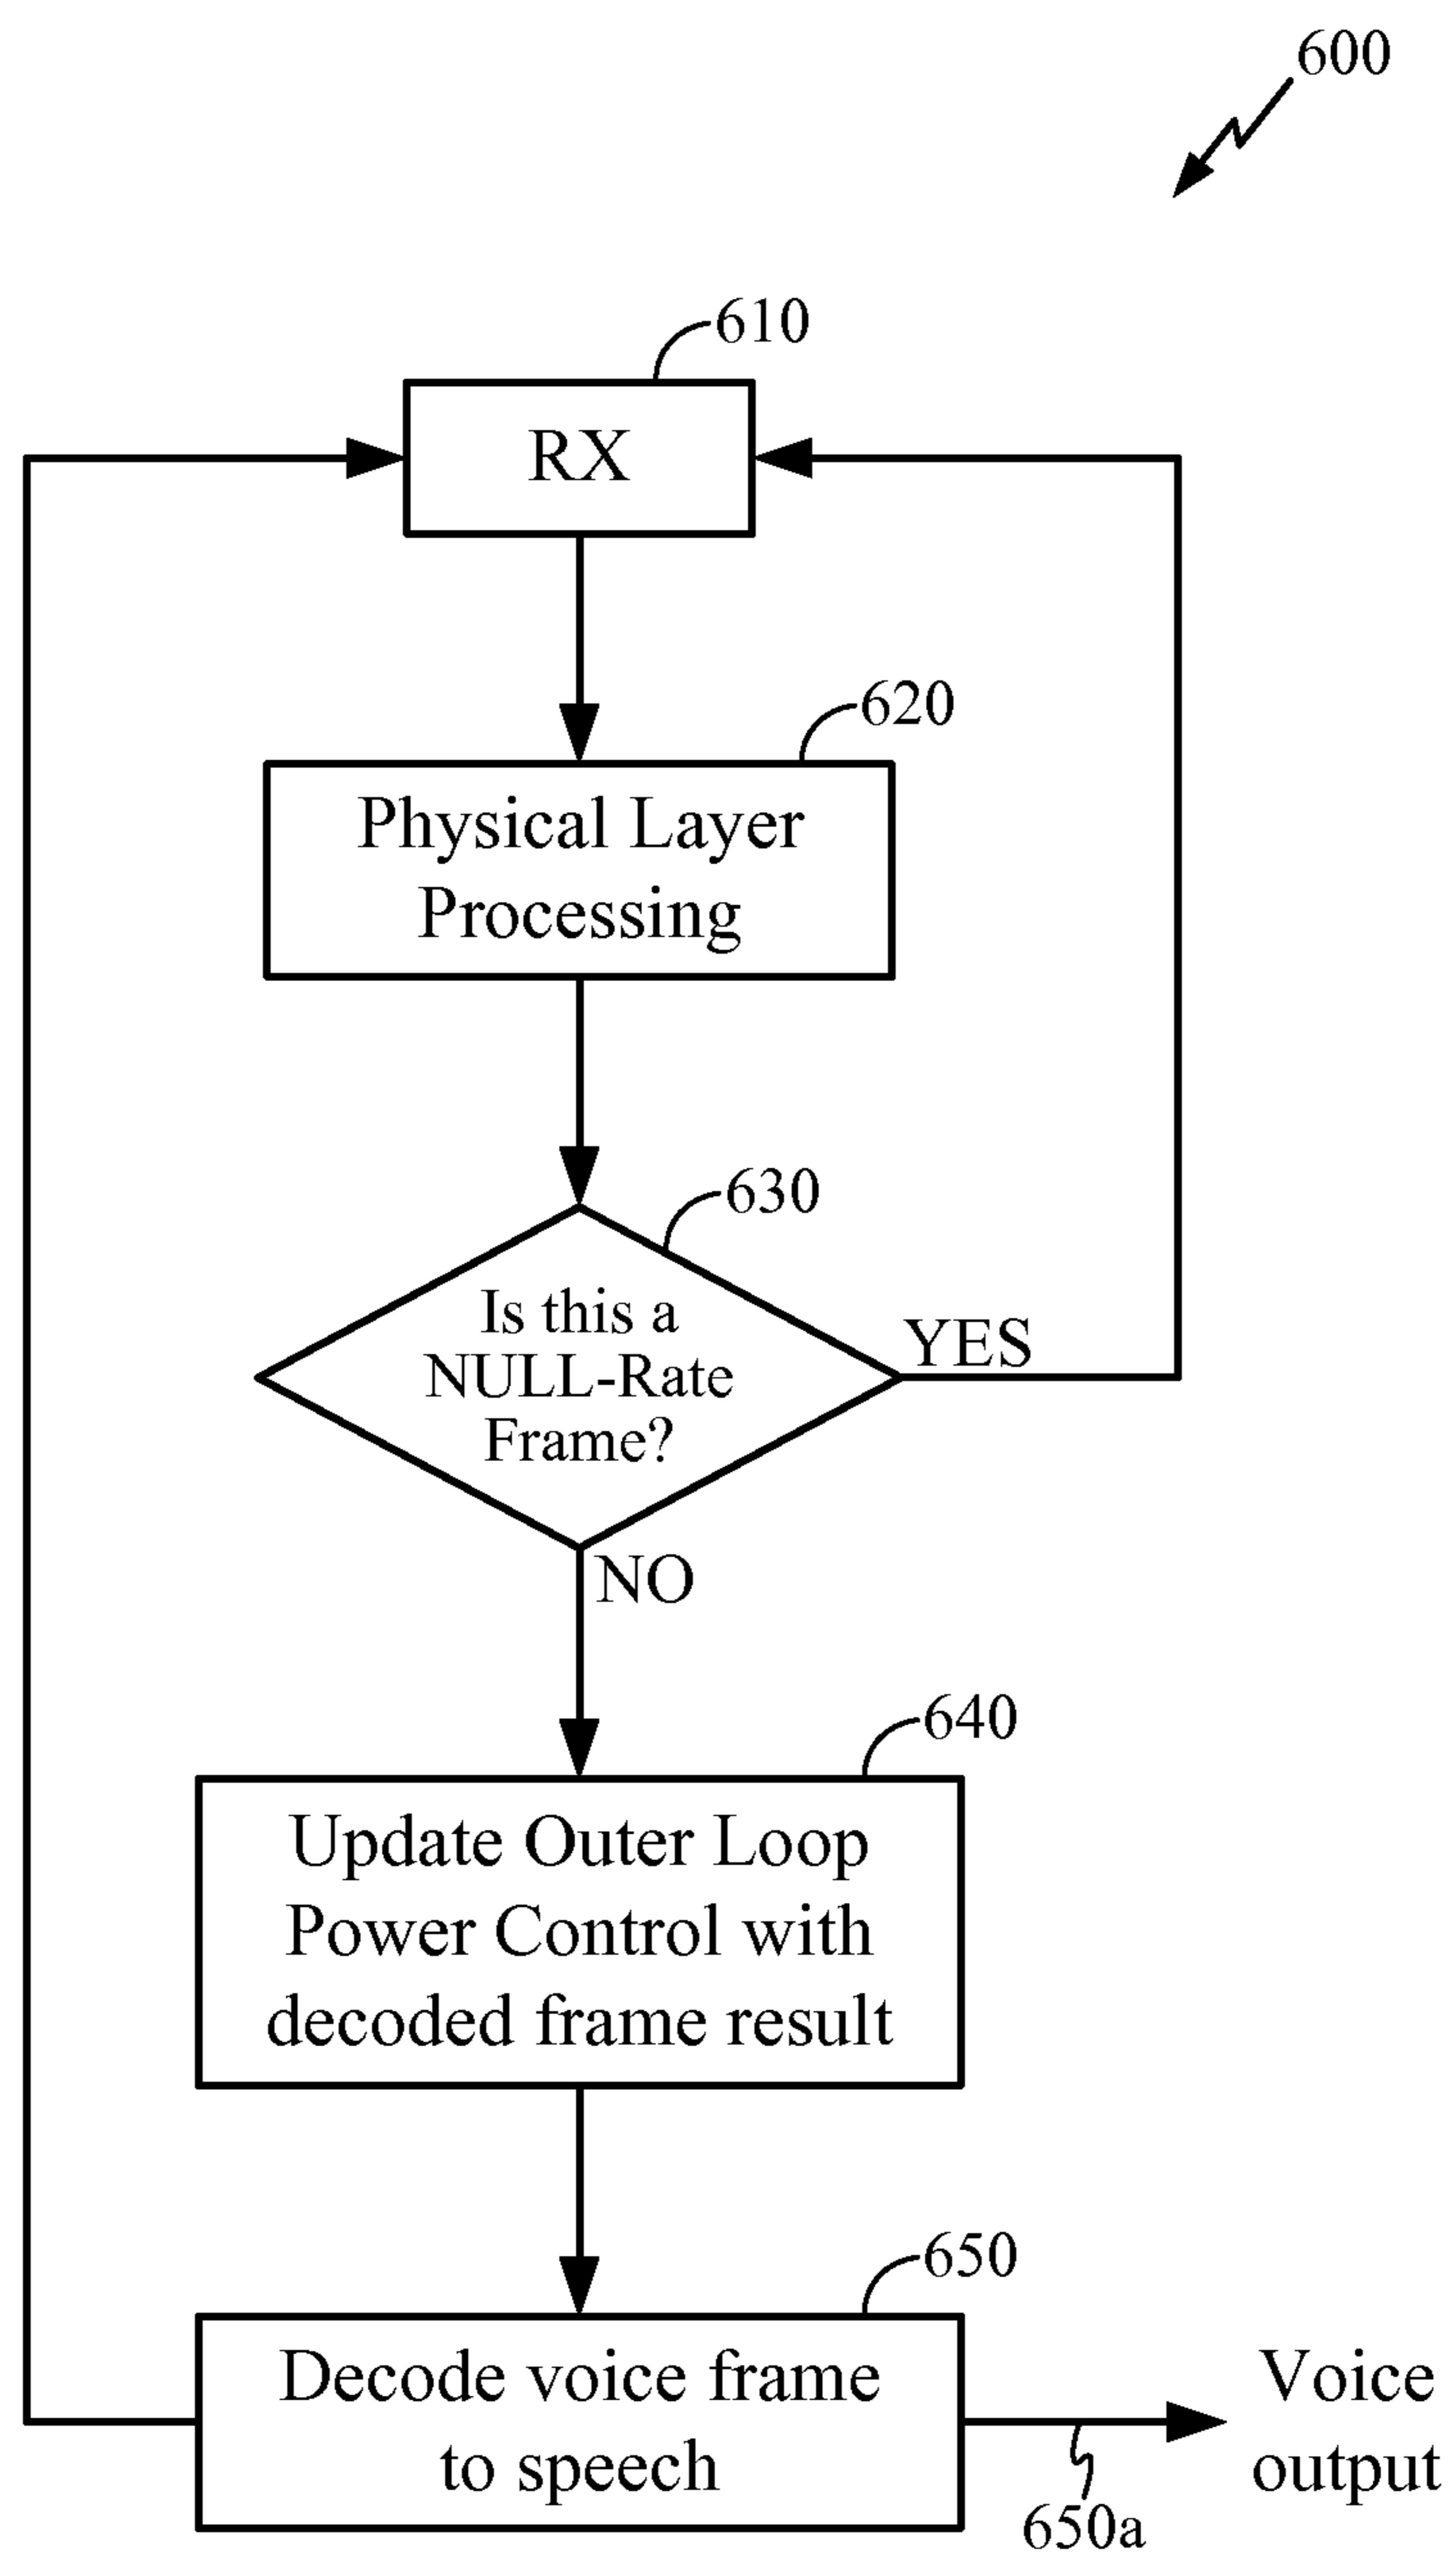 600
610
RX
620
Physical Layer
Processing
630
Is this a
NULL-Rate
Frame?
YES
NO
640
Update Outer Loop
Power Control with
decoded frame result
650
Decode voice frame
to speech
Voice
output
650a